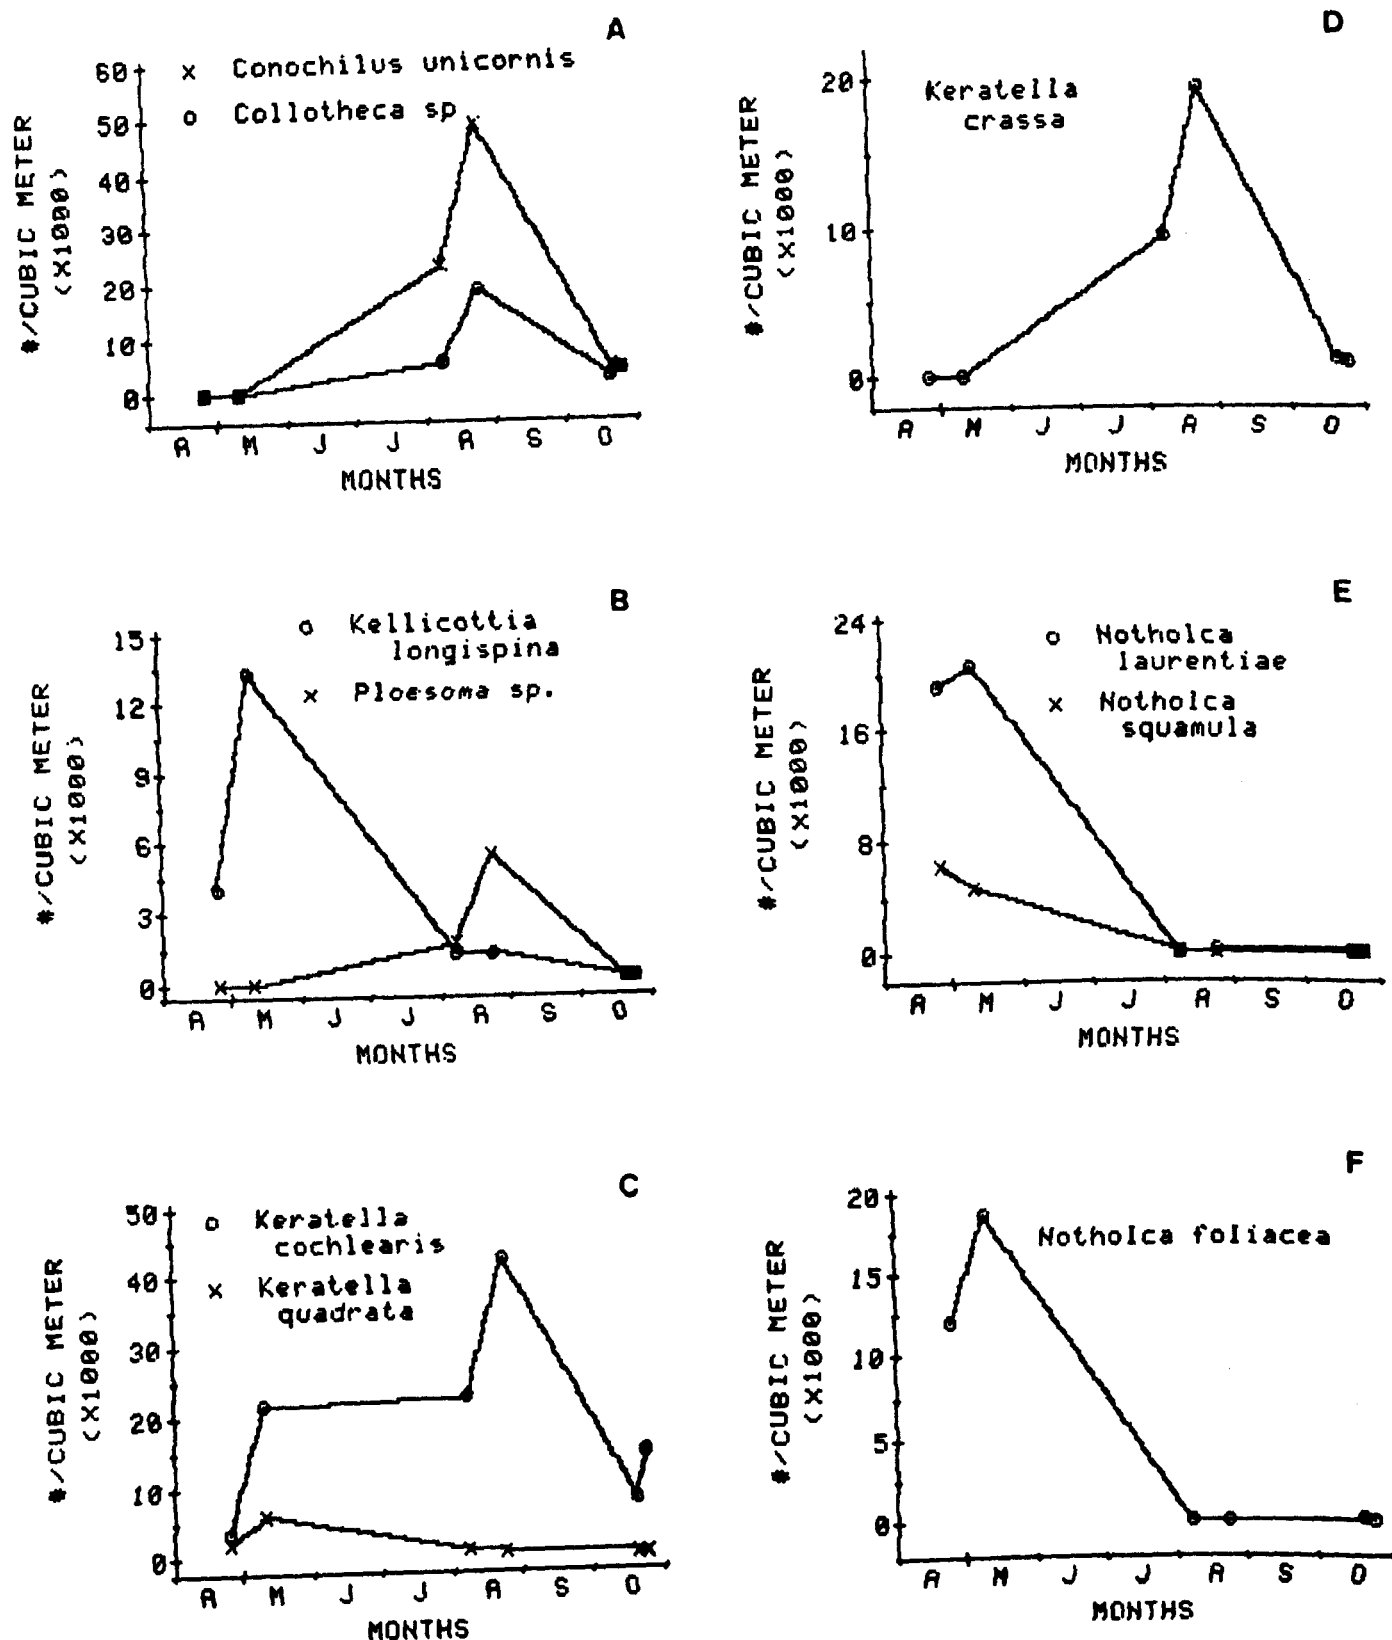 A
x Conochilus unicornis
o Collotheca sp
60
50
40
30
20
10
0
#/CUBIC METER
(X1000)
A M J J A S O
MONTHS
B
o Kellicottia
longispina
x Ploesoma sp.
15
12
9
6
3
0
#/CUBIC METER
(X1000)
A M J J A S O
MONTHS
C
o Keratella
cochlearis
x Keratella
quadrata
50
40
30
20
10
0
#/CUBIC METER
(X1000)
A M J J A S O
MONTHS
D
Keratella
crassa
20
10
0
#/CUBIC METER
(X1000)
A M J J A S O
MONTHS
E
o Notholca
laurentiae
x Notholca
squamula
24
16
8
0
#/CUBIC METER
(X1000)
A M J J A S O
MONTHS
F
Notholca foliacea
20
15
10
5
0
#/CUBIC METER
(X1000)
A M J J A S O
MONTHS